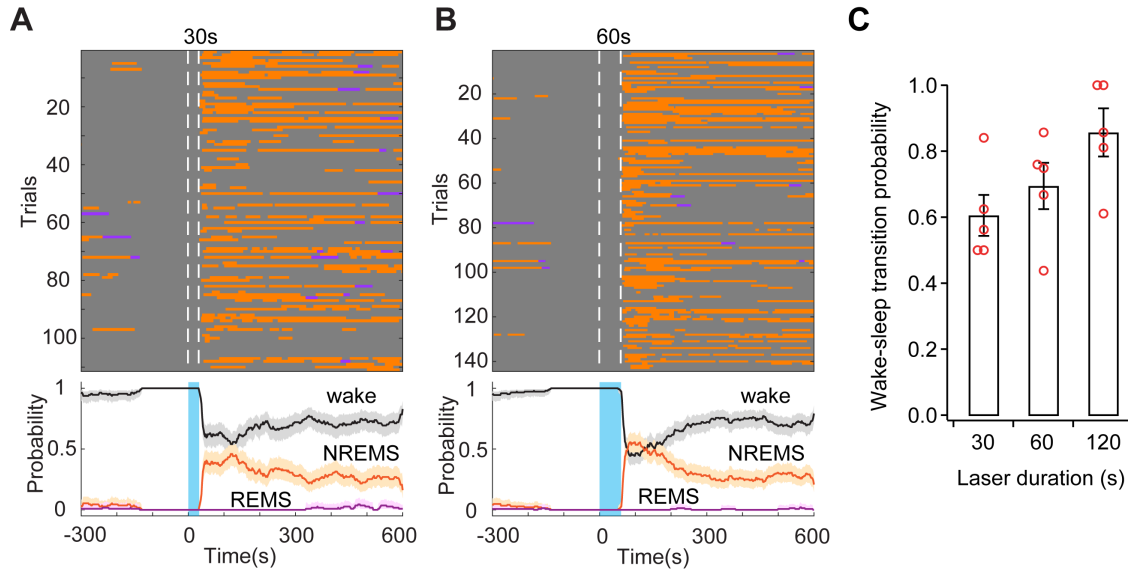 A
30s
Trials
20
40
60
80
100
Probability
1
0.5
0
wake
NREMS
REMS
-300
0
300
600
Time(s)
B
60s
Trials
20
40
60
80
100
120
140
Probability
1
0.5
0
wake
NREMS
REMS
-300
0
300
600
Time(s)
C
Wake-sleep transition probability
1.0
0.8
0.6
0.4
0.2
0.0
30 60 120
Laser duration (s)